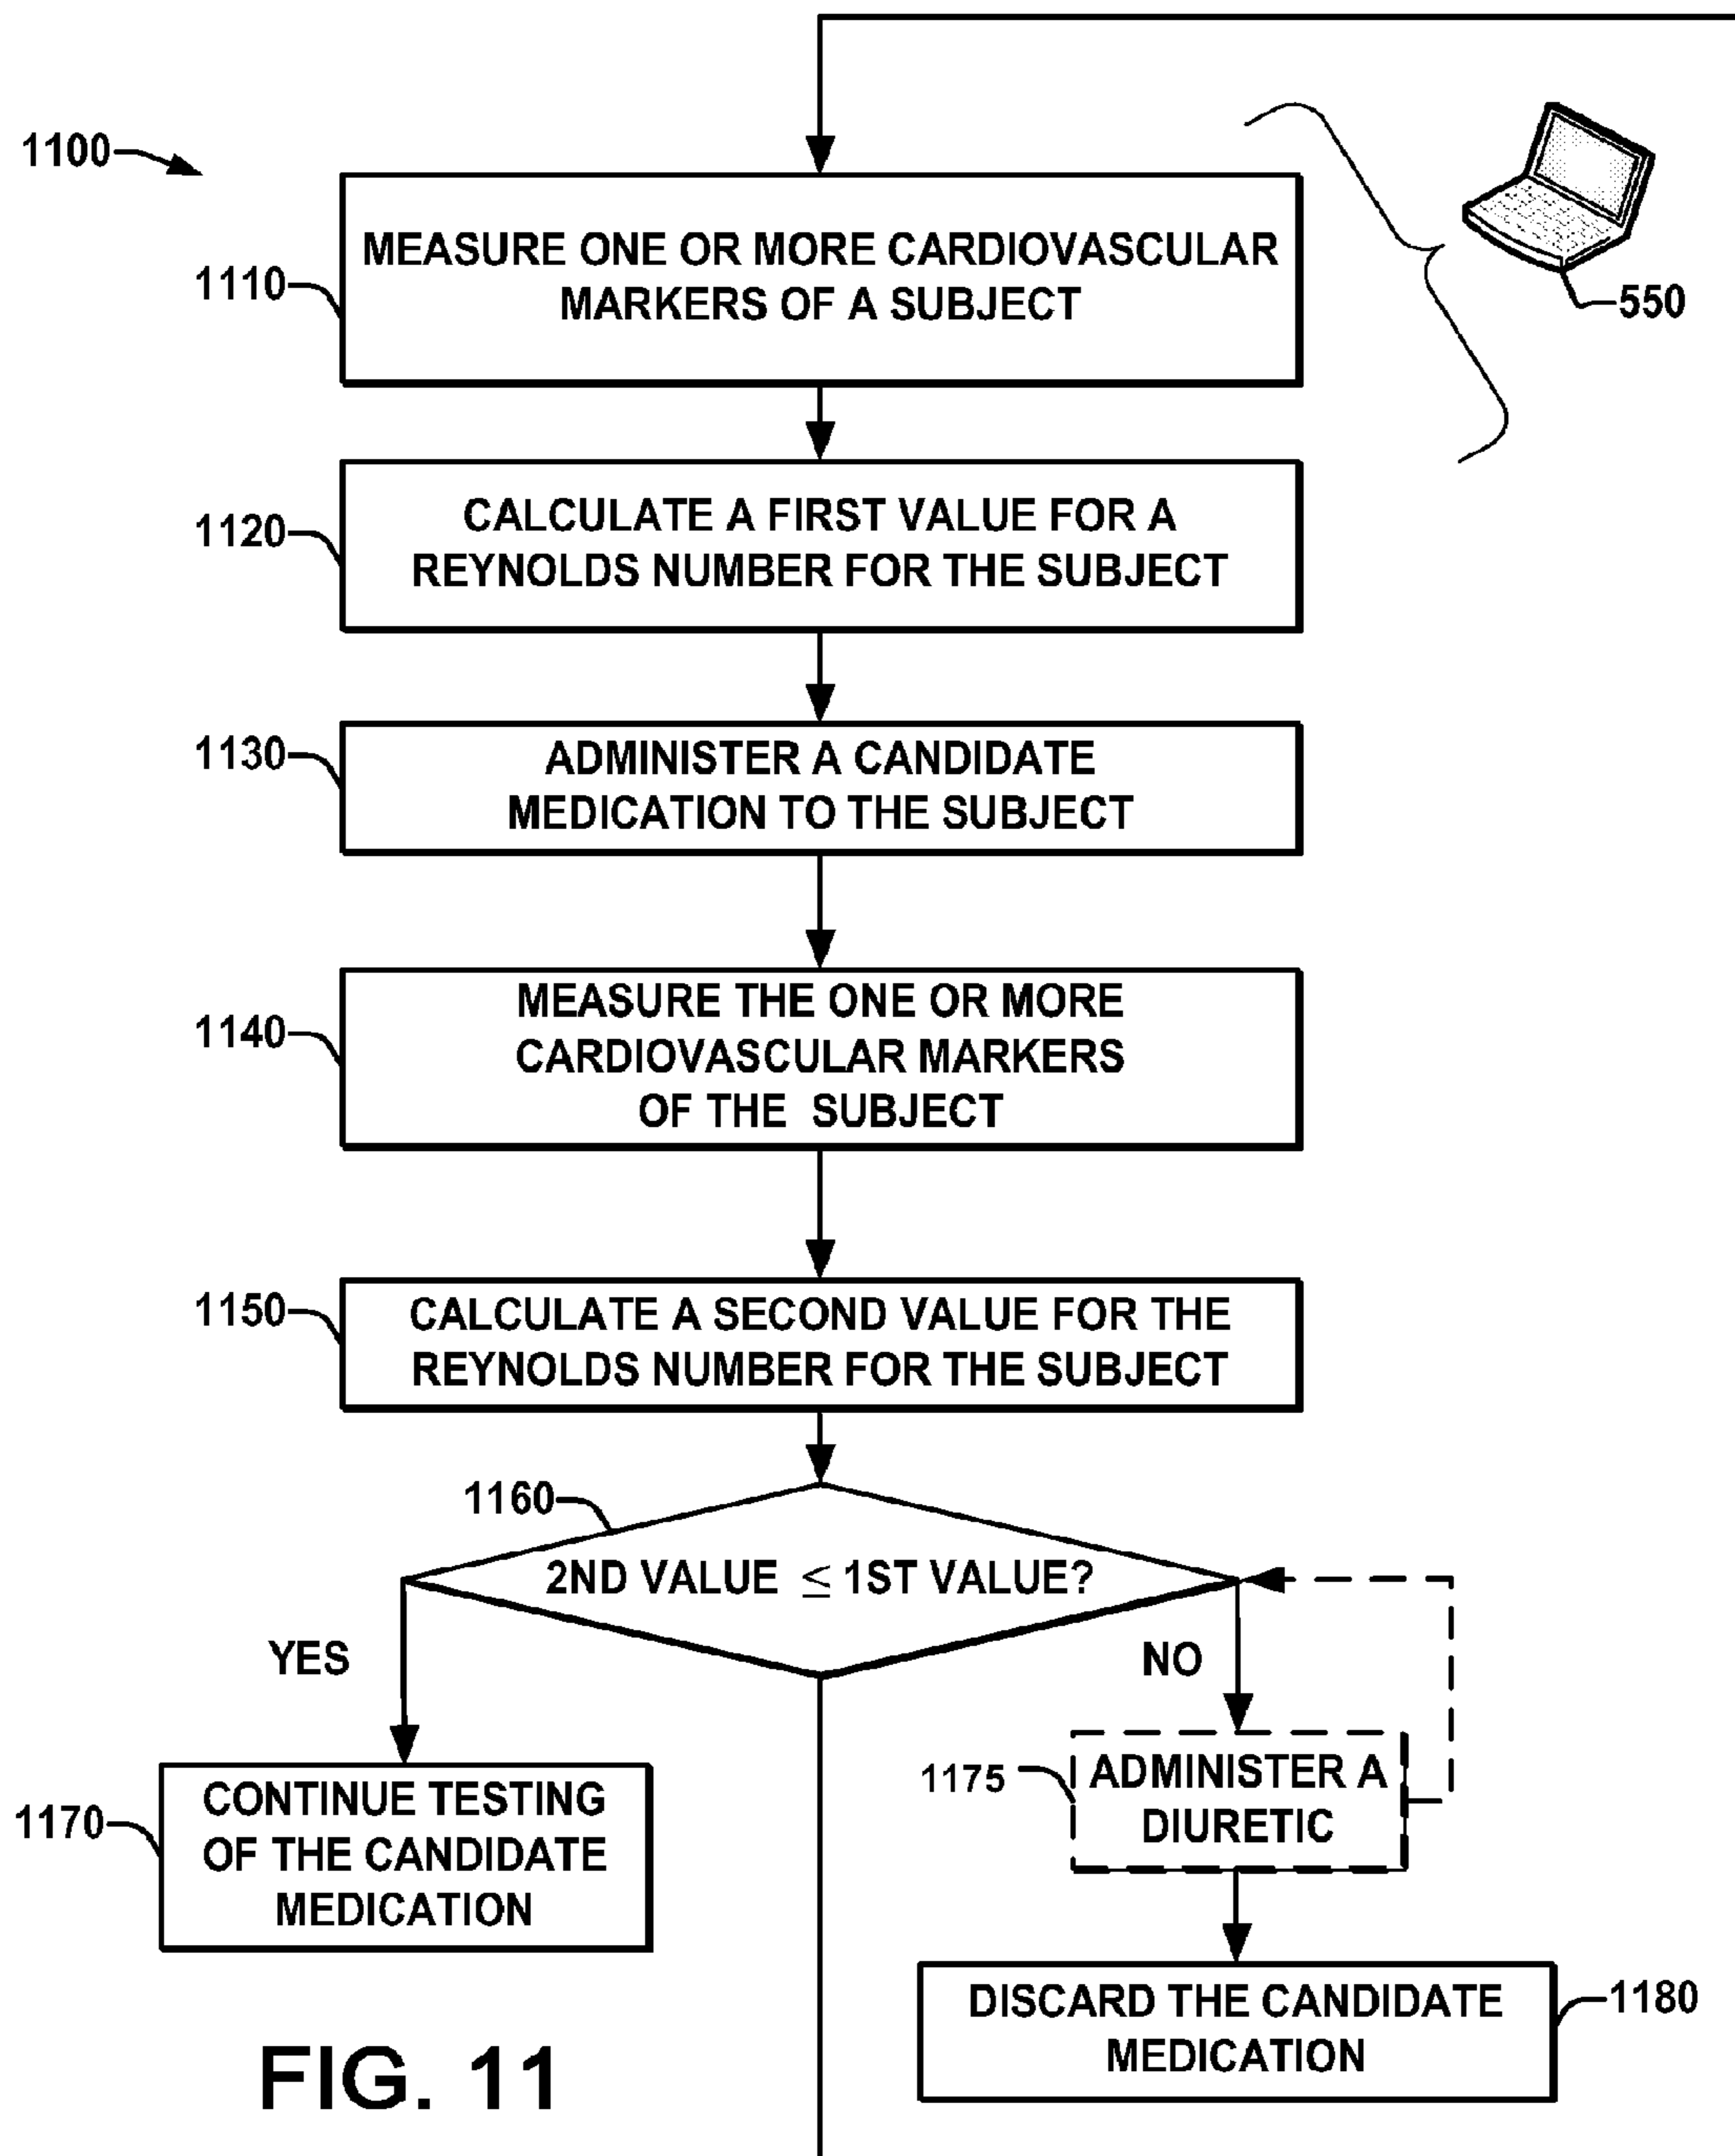 1100
MEASURE ONE OR MORE CARDIOVASCULAR
MARKERS OF A SUBJECT
1110
550
CALCULATE A FIRST VALUE FOR A
REYNOLDS NUMBER FOR THE SUBJECT
1120
ADMINISTER A CANDIDATE
MEDICATION TO THE SUBJECT
1130
MEASURE THE ONE OR MORE
CARDIOVASCULAR MARKERS
OF THE SUBJECT
1140
CALCULATE A SECOND VALUE FOR THE
REYNOLDS NUMBER FOR THE SUBJECT
1150
1160
2ND VALUE ≤ 1ST VALUE?
YES
NO
CONTINUE TESTING
OF THE CANDIDATE
MEDICATION
1170
ADMINISTER A
DIURETIC
1175
DISCARD THE CANDIDATE
MEDICATION
1180
FIG. 11